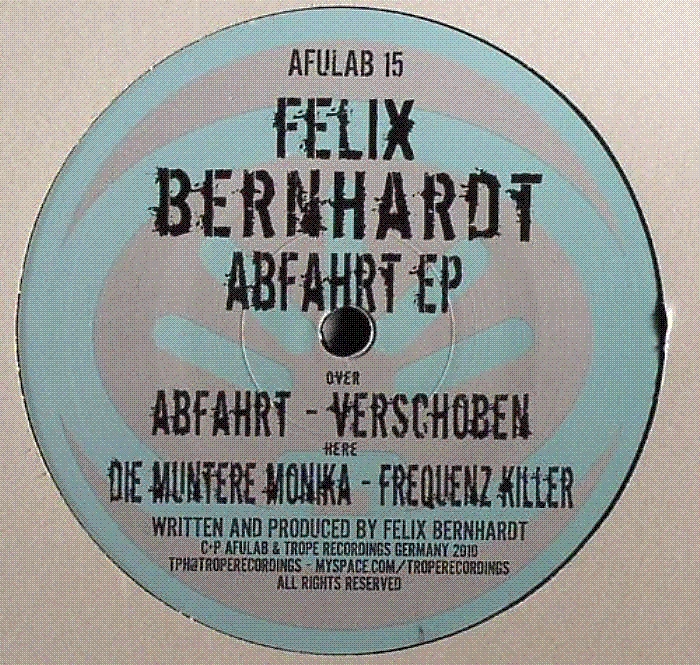 AFULAB 15
FELIX
BERNHARDT
ABFAHRT EP
OVER
ABFAHRT - VERSCHOBEN
HERE
DIE MUNTERE MONIKA - FREQUENZ KILLER
WRITTEN AND PRODUCED BY FELIX BERNHARDT
C+P AFULAB & TROPE RECORDINGS GERMANY 2010
TPH@TROPERECORDINGS - MYSPACE.COM/TROPERECORDINGS
ALL RIGHTS RESERVED